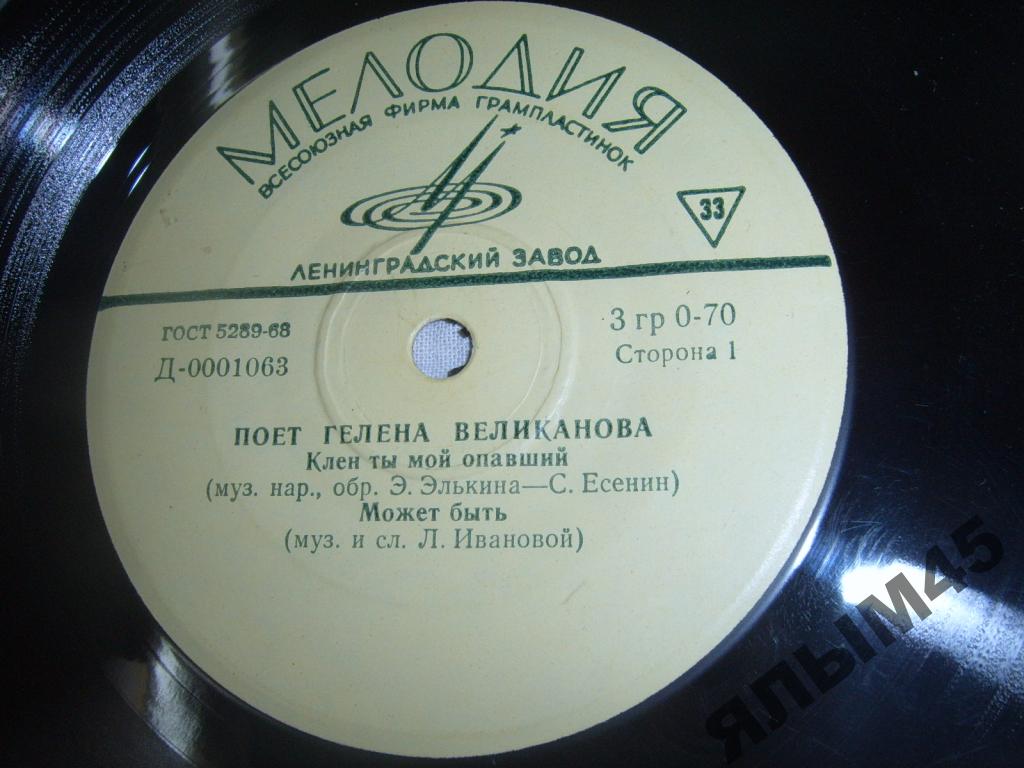 МЕЛОДИЯ
ВСЕСОЮЗНАЯ ФИРМА ГРАМПЛАСТИНОК
33
ЛЕНИНГРАДСКИЙ ЗАВОД
ГОСТ 5289-68
3 гр 0-70
Д-0001063
Сторона 1
ПОЕТ ГЕЛЕНА ВЕЛИКАНОВА
Клен ты мой опавший
(муз. нар., обр. Э. Элькина—С. Есенин)
Может быть
(муз. и сл. Л. Ивановой)
ЯЛЫМ45